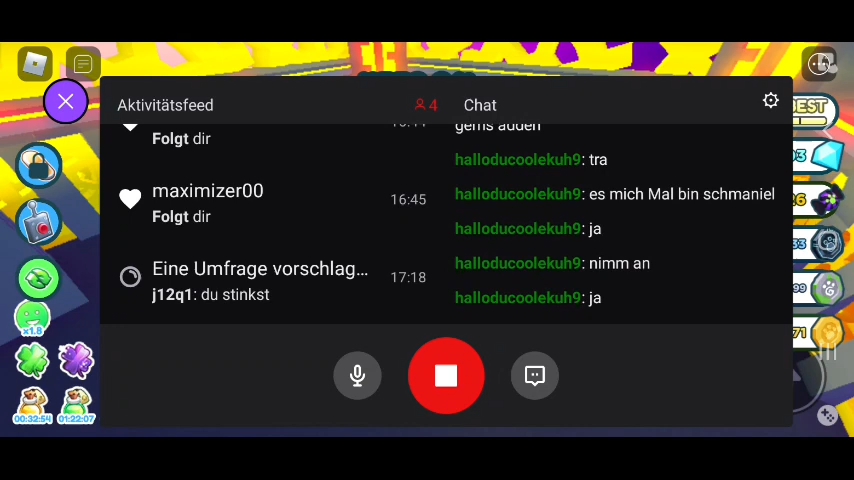 Aktivitätsfeed
4
Chat
Folgt dir
maximizer00
Folgt dir
16:45
Eine Umfrage vorschlag...
j12q1: du stinkst
17:18
halloducoolekuh9: tra
halloducoolekuh9: es mich Mal bin schmaniel
halloducoolekuh9: ja
halloducoolekuh9: nimm an
halloducoolekuh9: ja
x1.8
00:32:54
01:22:07
BEST